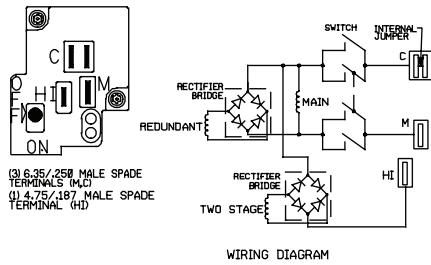 C
HI
M
O
F
F
ON
(3) 6.35/.250 MALE SPADE
TERMINALS (M,C)
(1) 4.75/.187 MALE SPADE
TERMINAL (HI)
SWITCH
INTERNAL
JUMPER
C
RECTIFIER
BRIDGE
MAIN
REDUNDANT
M
HI
RECTIFIER
BRIDGE
TWO STAGE
WIRING DIAGRAM